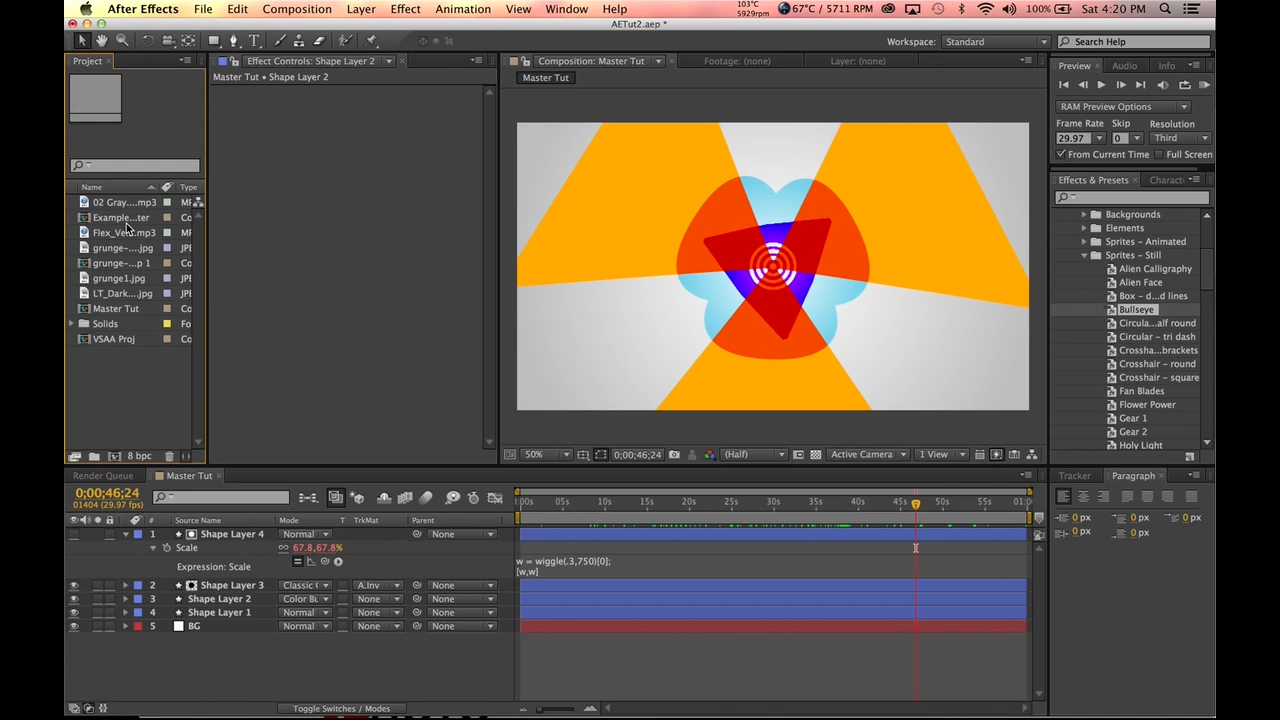 After Effects File Edit Composition Layer Effect Animation View Window Help 103°C 5929rpm 67°C / 5711 RPM 100% Sat 4:20 PM
AETut2.aep *
Workspace: Standard Search Help
Project Effect Controls: Shape Layer 2 Composition: Master Tut Footage: (none) Layer: (none) Preview Audio Info
Master Tut • Shape Layer 2 Master Tut
RAM Preview Options
Frame Rate Skip Resolution
29.97 0 Third
From Current Time Full Screen
Effects & Presets Charact
Name Type
02 Gray....mp3 MP
Example...ter Co
grunge-....jpg JPE
grunge-...p 1 Co
grunge1.jpg JPE
LT_Dark....jpg JPE
Master Tut Co
Solids Fo
VSAA Proj Co
Backgrounds
Elements
Sprites - Animated
Sprites - Still
Alien Calligraphy
Alien Face
Box - d...d lines
Bullseye
Circula...alf round
Circular - tri dash
Crossha...brackets
Crosshair - round
Crosshair - square
Fan Blades
Flower Power
Gear 1
Gear 2
Holy Light
8 bpc 50% 0;00;46;24 (Half) Active Camera 1 View
Render Queue Master Tut Tracker Paragraph
0;00;46;24
01404 (29.97 fps)
:00s 05s 10s 15s 20s 25s 30s 35s 40s 45s 50s 55s 01:0
0 px 0 px 0 px
0 px 0 px
# Source Name Mode T TrkMat Parent
1 Shape Layer 4 Normal None
Scale 67.8,67.8%
Expression: Scale
w = wiggle(.3,750)[0];
[w,w]
2 Shape Layer 3 Classic ( A.Inv None
3 Shape Layer 2 Color Bu None None
4 Shape Layer 1 Normal None None
5 BG Normal None None
Toggle Switches / Modes